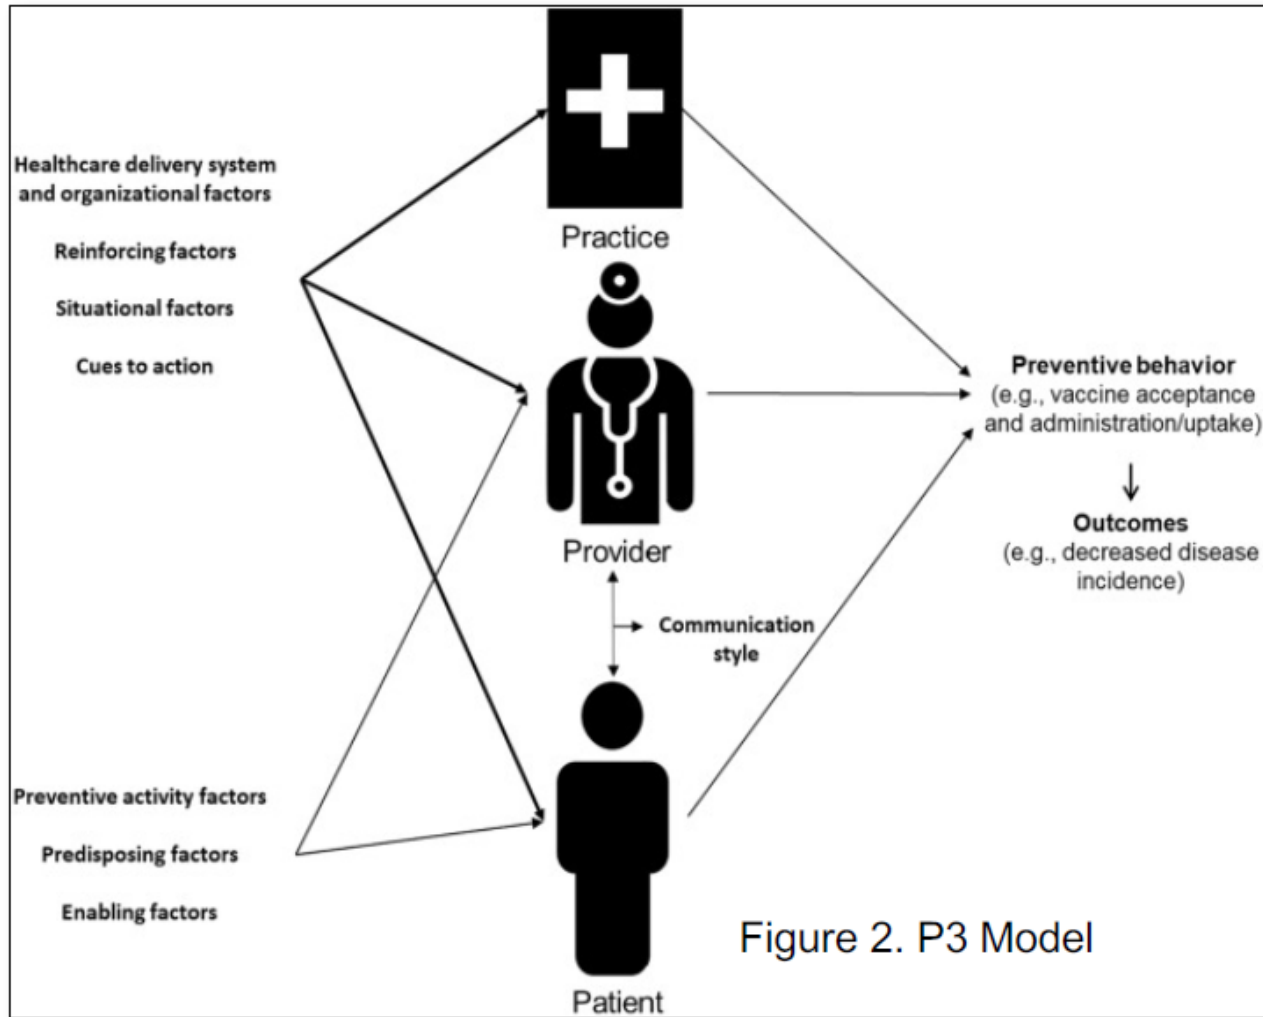 Healthcare delivery system
and organizational factors
Reinforcing factors
Situational factors
Cues to action
Preventive activity factors
Predisposing factors
Enabling factors
Practice
Provider
Communication
style
Patient
Preventive behavior
(e.g., vaccine acceptance
and administration/uptake)
Outcomes
(e.g., decreased disease
incidence)
Figure 2. P3 Model